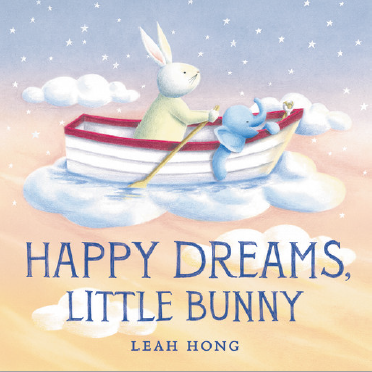 HAPPY DREAMS,
LITTLE BUNNY
LEAH HONG